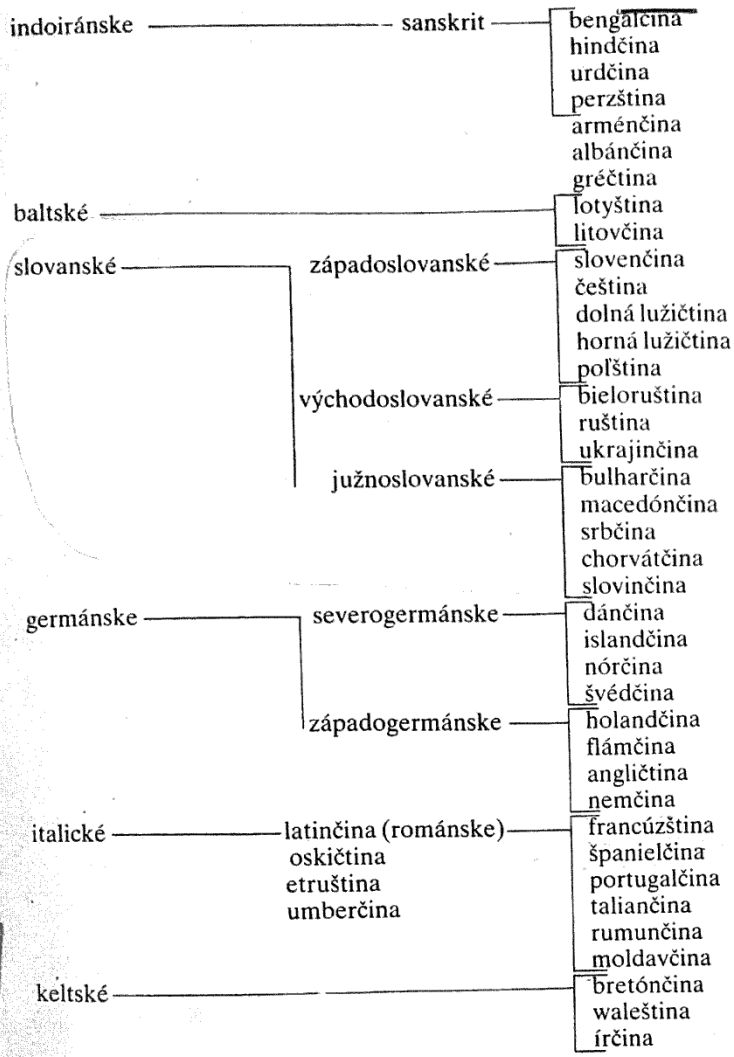 indoiránske sanskrit bengálčina
hindčina
urdčina
perzština
arménčina
albánčina
gréčtina
baltské lotyština
litovčina
slovanské západoslovanské slovenčina
čeština
dolná lužičtina
horná lužičtina
poľština
východoslovanské bieloruština
ruština
ukrajinčina
južnoslovanské bulharčina
macedónčina
srbčina
chorvátčina
slovinčina
germánske severogermánske dánčina
islandčina
nórčina
švédčina
západogermánske holandčina
flámčina
angličtina
nemčina
italické latinčina (románske) francúzština
oskičtina španielčina
etruština portugalčina
umberčina taliančina
rumunčina
moldavčina
keltské bretónčina
waleština
írčina